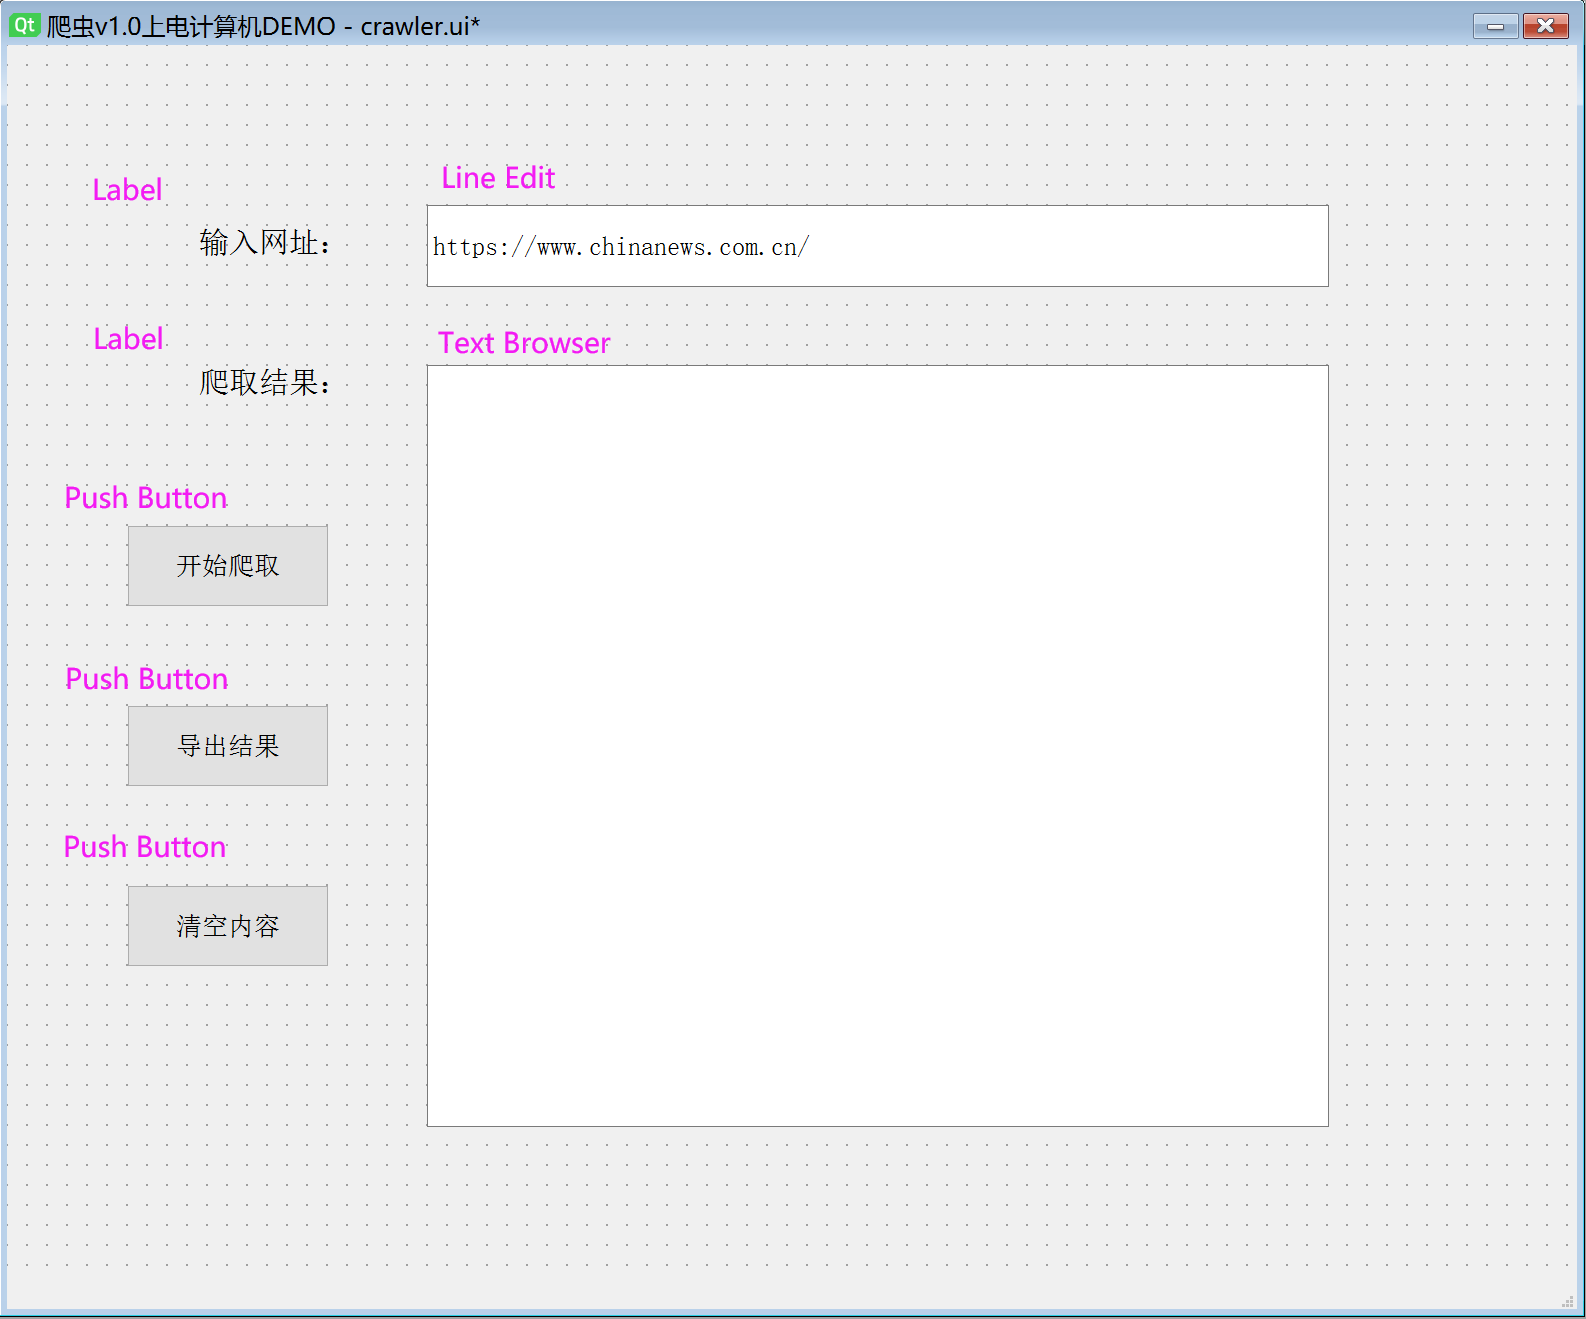 Qt 爬虫v1.0上电计算机DEMO - crawler.ui*
Label
Line Edit
输入网址：
https://www.chinanews.com.cn/
Label
Text Browser
爬取结果：
Push Button
开始爬取
Push Button
导出结果
Push Button
清空内容